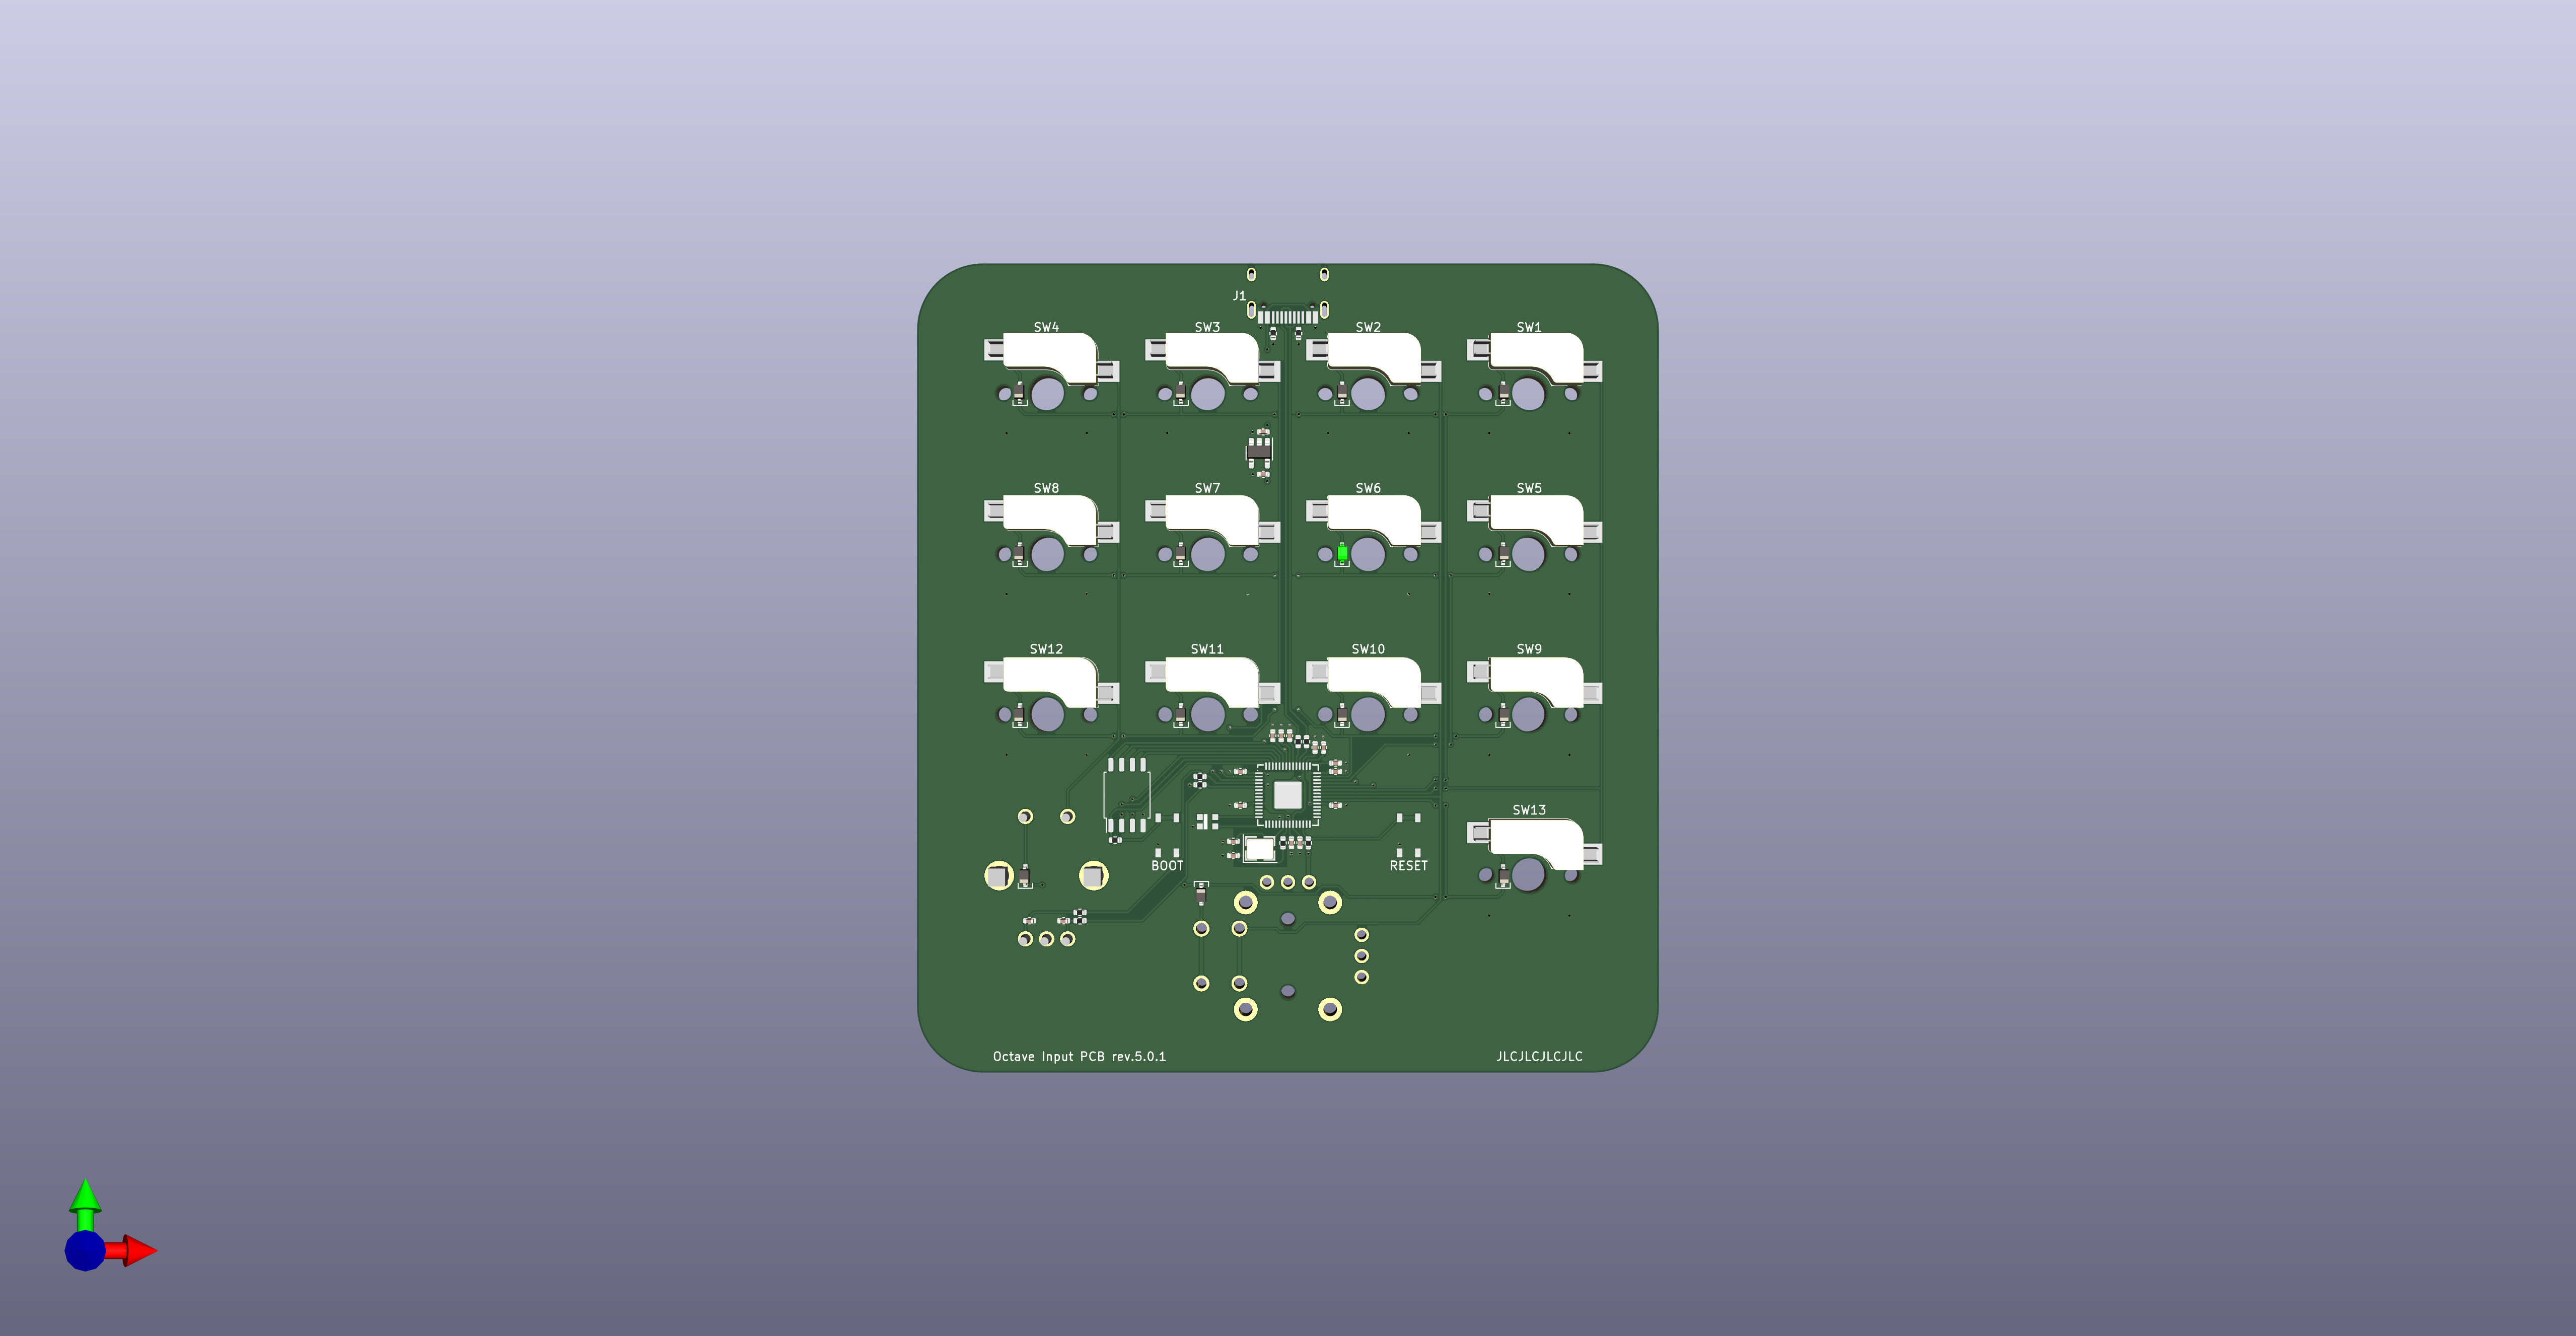 J1
SW4 SW3 SW2 SW1
SW8 SW7 SW6 SW5
SW12 SW11 SW10 SW9
SW13
BOOT RESET
Octave Input PCB rev.5.0.1 JLCJLCJLCJLC